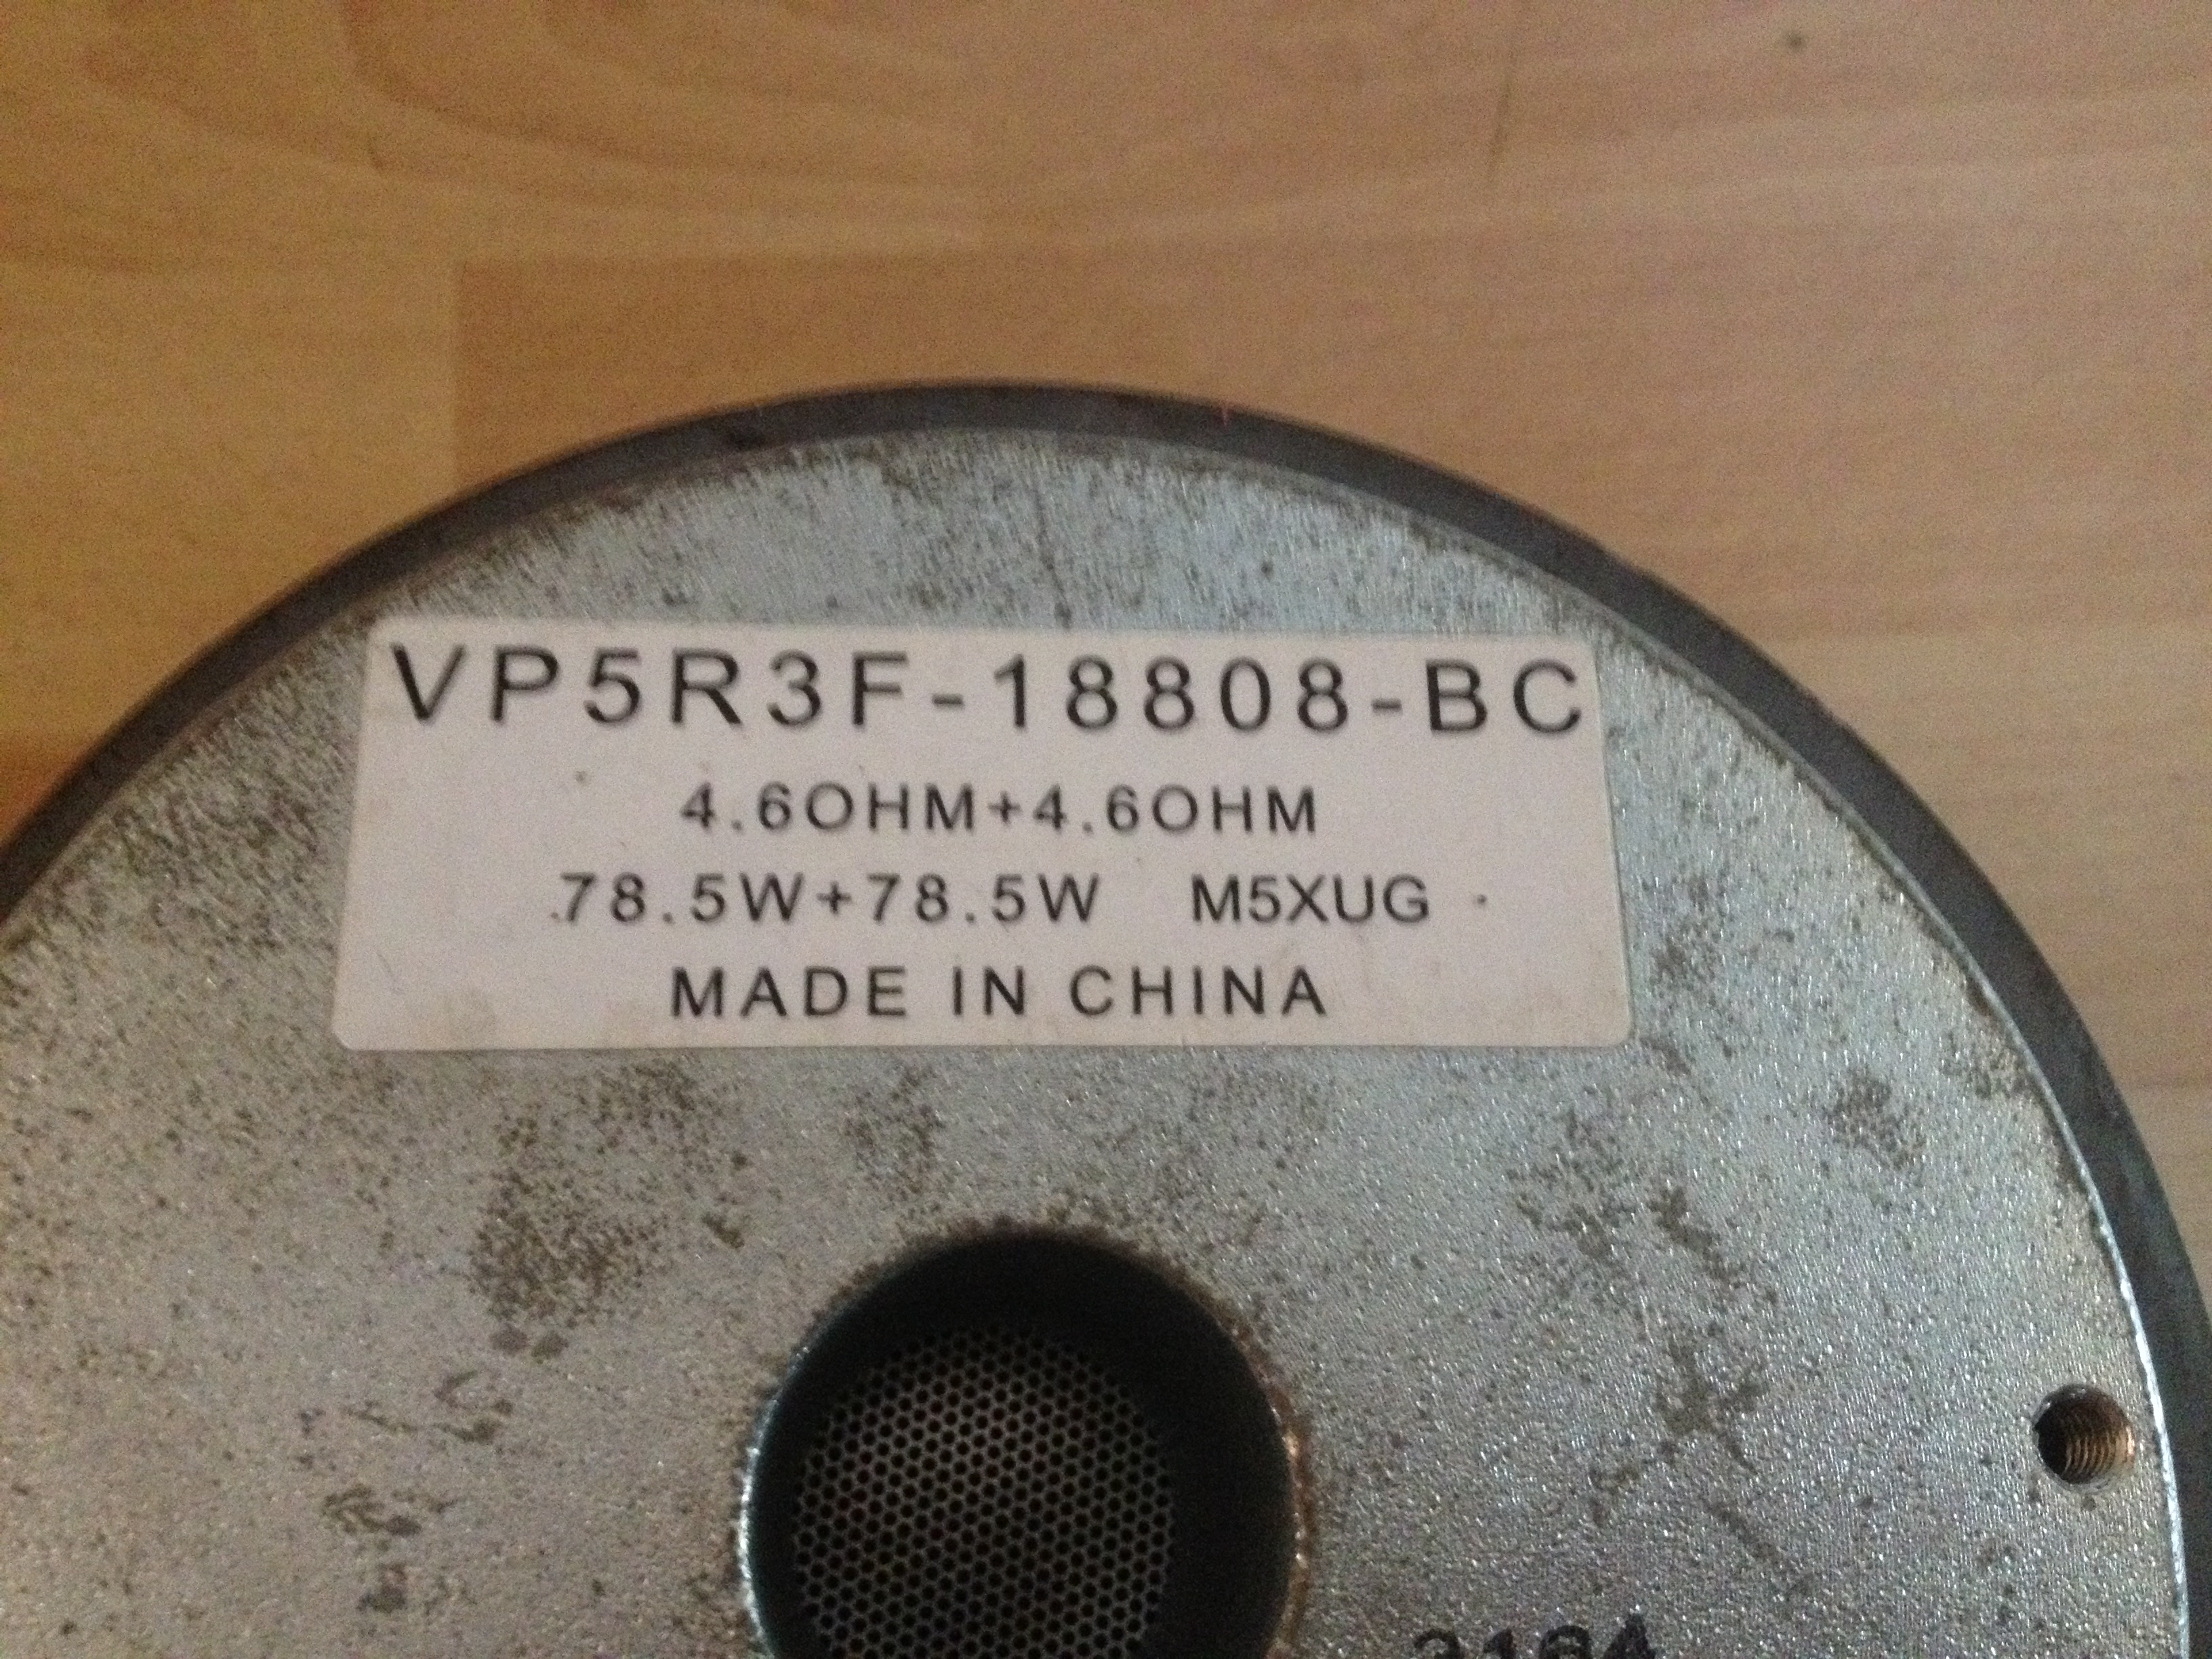 VP5R3F-18808-BC
4.6OHM+4.6OHM
78.5W+78.5W M5XUG
MADE IN CHINA